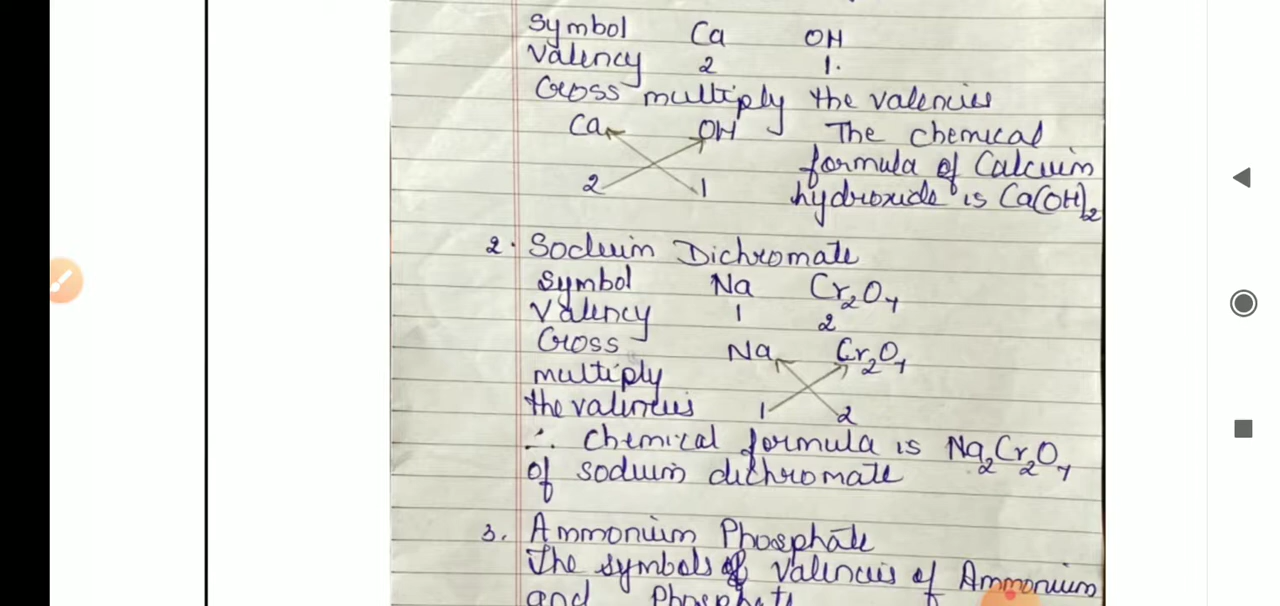 Symbol Ca OH
Valency 2 1.
Cross multiply the valencies
Ca OH The chemical
formula of Calcium
2 1 hydroxide is Ca(OH)2
2. Sodium Dichromate
Symbol Na Cr2O7
Valency 1 2
Cross Na Cr2O7
multiply
the valencies 1 2
∴ Chemical formula is Na2Cr2O7
of sodium dichromate
3. Ammonium Phosphate
The symbols & Valencies of Ammonium
and Phosphate